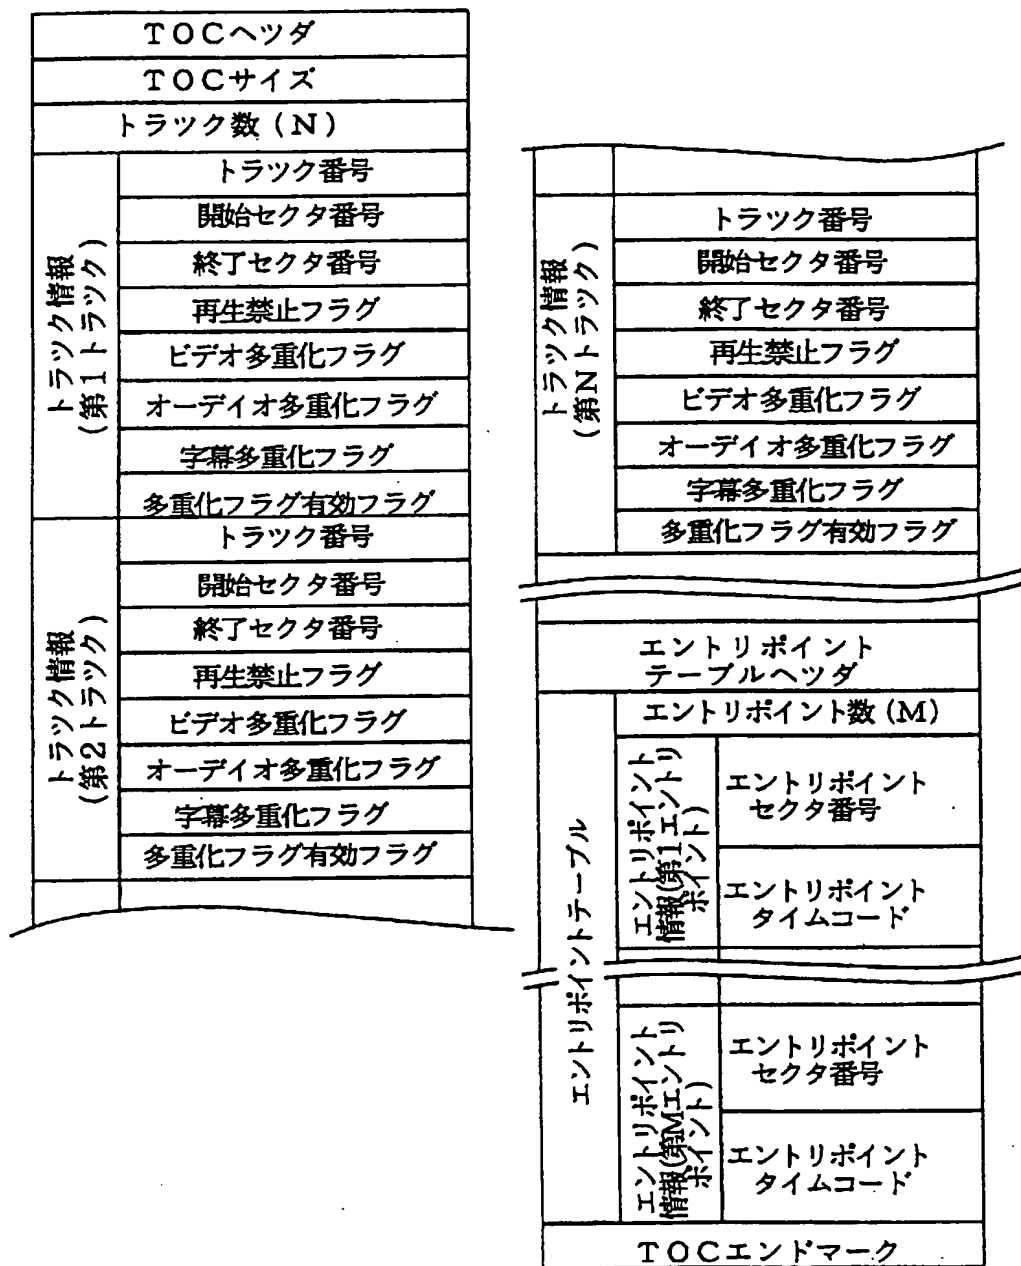 TOCヘツダ
TOCサイズ
トラツク数(N)
トラツク情報
(第1トラツク)
トラツク番号
開始セクタ番号
終了セクタ番号
再生禁止フラグ
ビデオ多重化フラグ
オーデイオ多重化フラグ
字幕多重化フラグ
多重化フラグ有効フラグ
トラツク情報
(第2トラツク)
トラツク番号
開始セクタ番号
終了セクタ番号
再生禁止フラグ
ビデオ多重化フラグ
オーデイオ多重化フラグ
字幕多重化フラグ
多重化フラグ有効フラグ
トラツク情報
(第Nトラツク)
トラツク番号
開始セクタ番号
終了セクタ番号
再生禁止フラグ
ビデオ多重化フラグ
オーデイオ多重化フラグ
字幕多重化フラグ
多重化フラグ有効フラグ
エントリポイント
テーブルヘツダ
エントリポイントテーブル
エントリポイント数(M)
エントリポイント
情報(第1エントリ
ポイント)
エントリポイント
セクタ番号
エントリポイント
タイムコード
エントリポイント
情報(第Mエントリ
ポイント)
エントリポイント
セクタ番号
エントリポイント
タイムコード
TOCエンドマーク